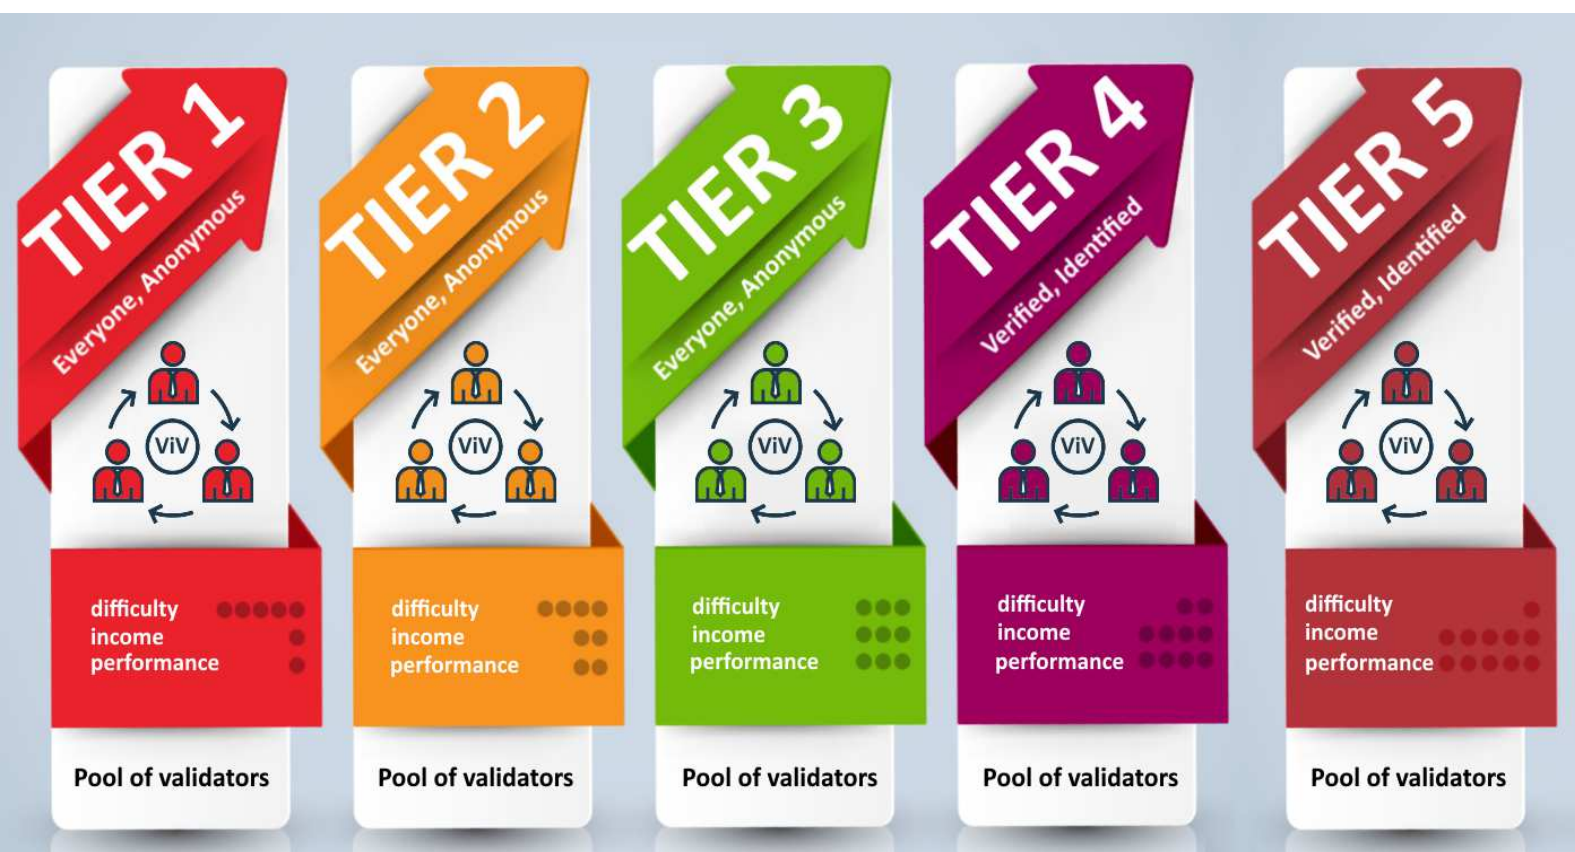 TIER 1
Everyone, Anonymous
ViV
difficulty
income
performance
Pool of validators
TIER 2
Everyone, Anonymous
ViV
difficulty
income
performance
Pool of validators
TIER 3
Everyone, Anonymous
ViV
difficulty
income
performance
Pool of validators
TIER 4
Verified, Identified
ViV
difficulty
income
performance
Pool of validators
TIER 5
Verified, Identified
ViV
difficulty
income
performance
Pool of validators